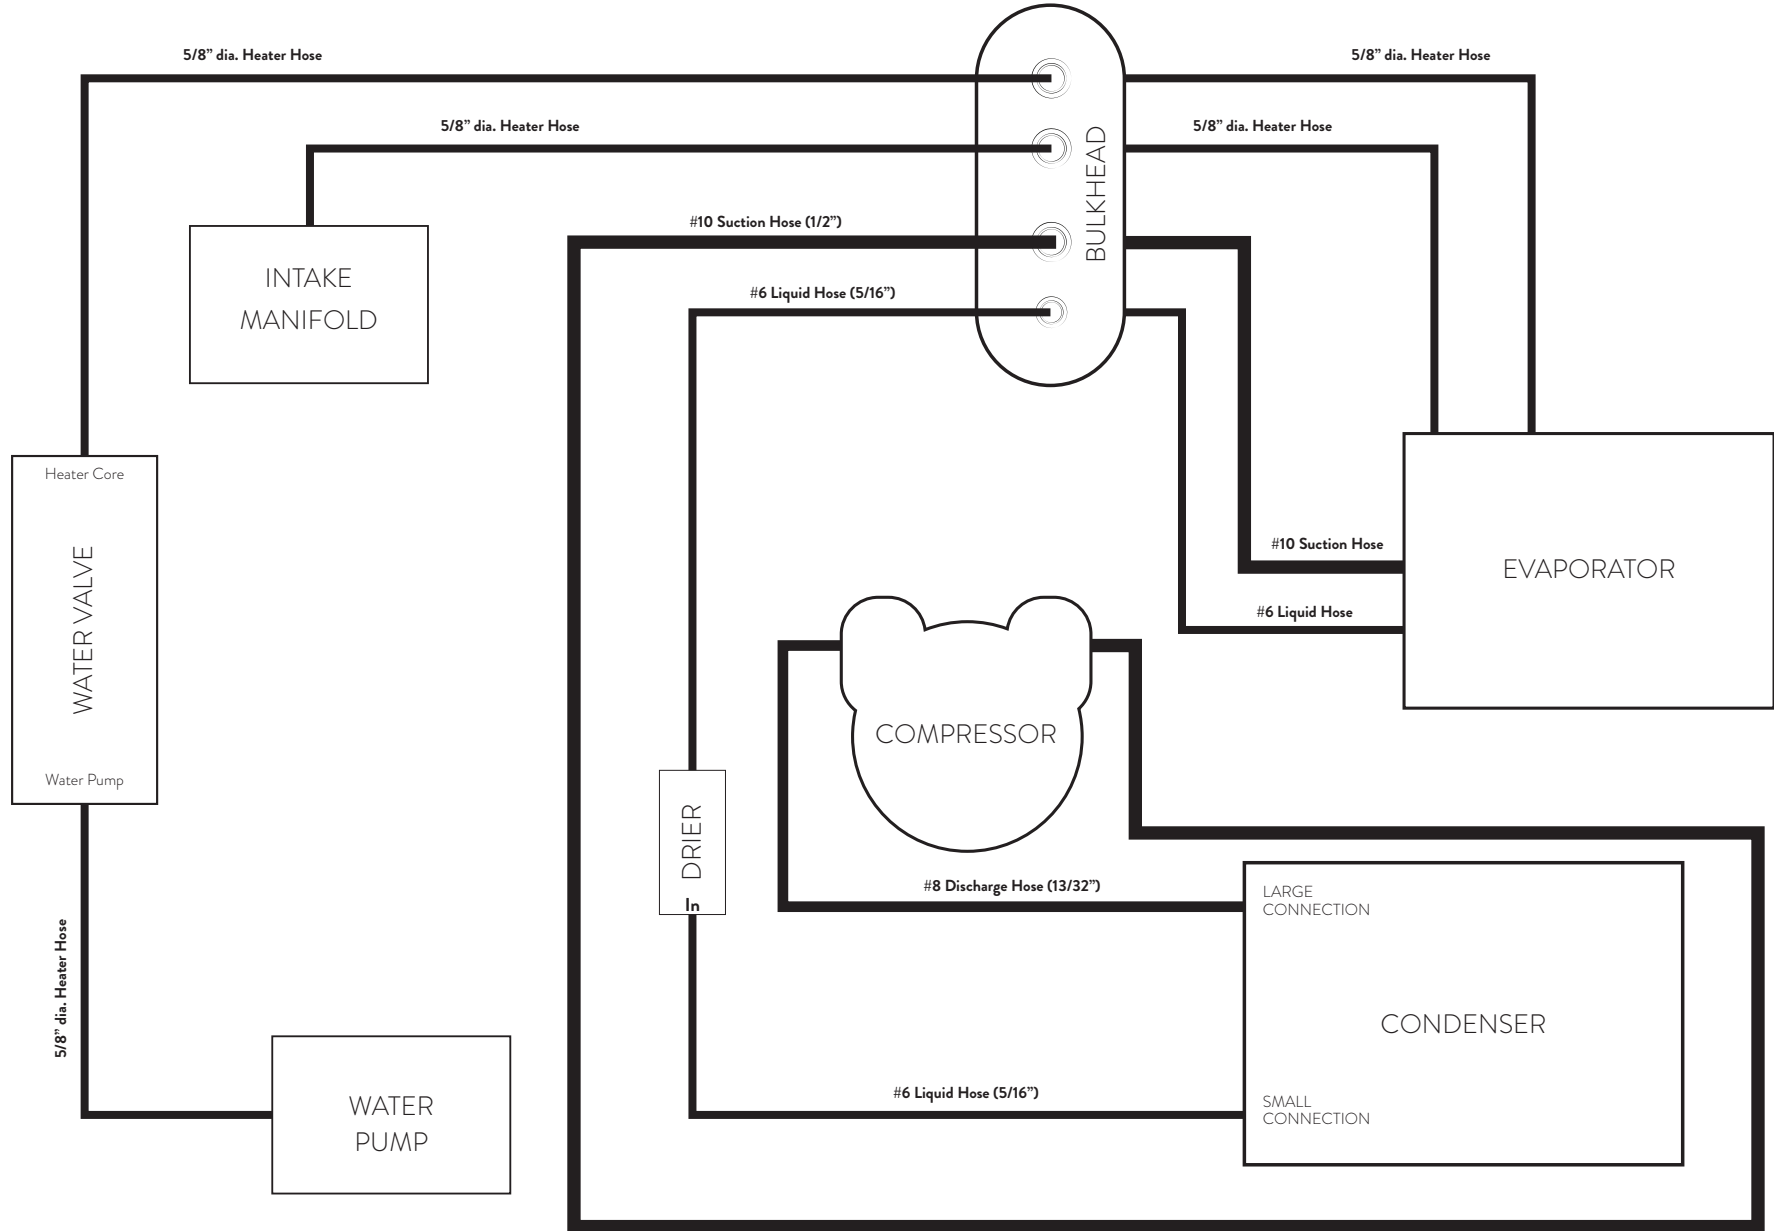 5/8” dia. Heater Hose
5/8” dia. Heater Hose
5/8” dia. Heater Hose
5/8” dia. Heater Hose
BULKHEAD
#10 Suction Hose (1/2”)
INTAKE
MANIFOLD
#6 Liquid Hose (5/16”)
Heater Core
WATER VALVE
Water Pump
#10 Suction Hose
EVAPORATOR
#6 Liquid Hose
COMPRESSOR
DRIER
In
#8 Discharge Hose (13/32”)
LARGE
CONNECTION
5/8” dia. Heater Hose
CONDENSER
WATER
PUMP
#6 Liquid Hose (5/16”)
SMALL
CONNECTION